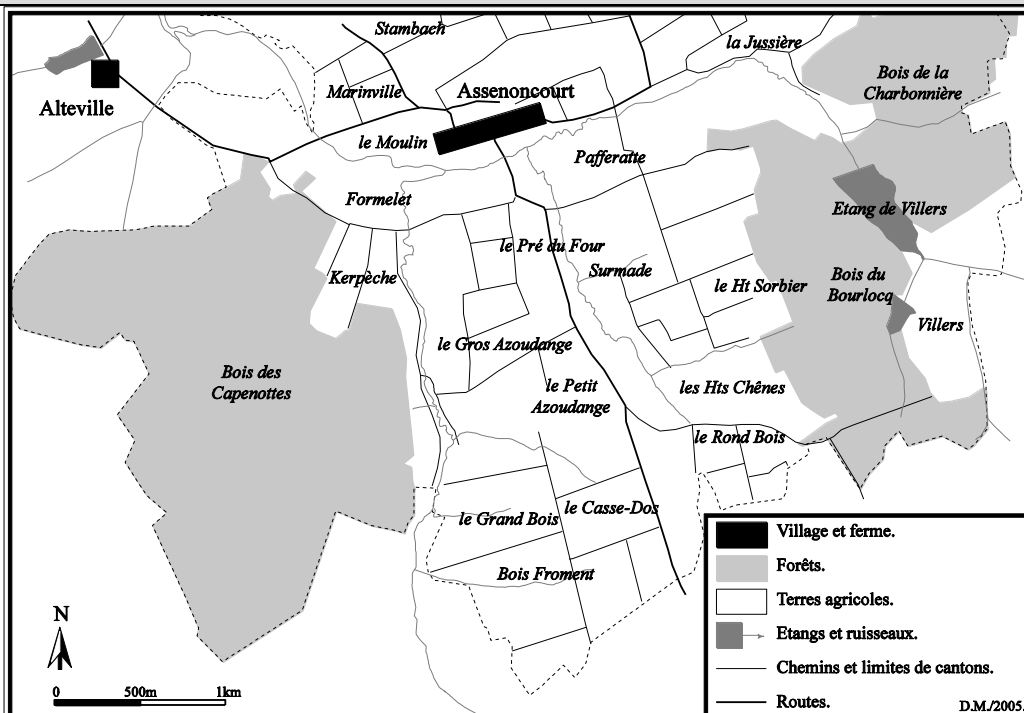 Stambach
la Jussière
Bois de la
Charbonnière
Marinville
Assenoncourt
Alteville
le Moulin
Pafferatte
Formelet
Etang de Villers
le Pré du Four
Surmade
Kerpèche
le Ht Sorbier
Bois du
Bourlocq
Villers
le Gros Azoudange
Bois des
Capenottes
le Petit
Azoudange
les Hts Chênes
le Rond Bois
le Grand Bois
le Casse-Dos
Bois Froment
N
0 500m 1km
Village et ferme.
Forêts.
Terres agricoles.
Etangs et ruisseaux.
Chemins et limites de cantons.
Routes.
D.M./2005.